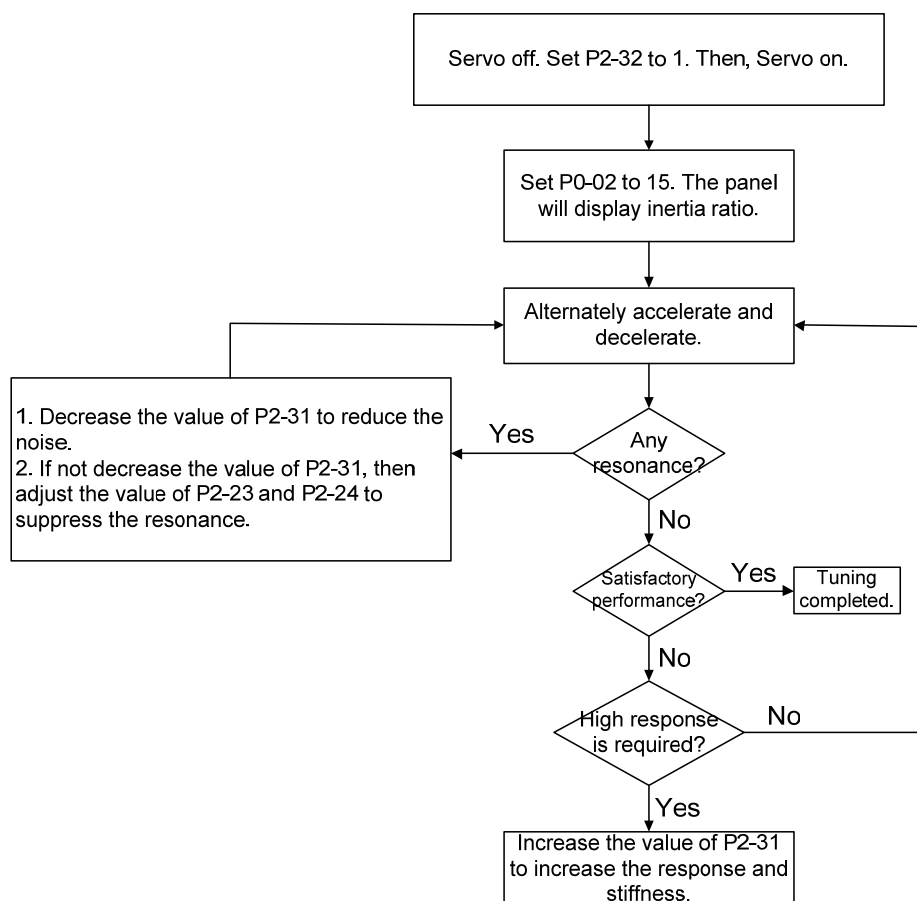 Servo off. Set P2-32 to 1. Then, Servo on.
Set P0-02 to 15. The panel
will display inertia ratio.
Alternately accelerate and
decelerate.
1. Decrease the value of P2-31 to reduce the
noise.
2. If not decrease the value of P2-31, then
adjust the value of P2-23 and P2-24 to
suppress the resonance.
Yes
Any
resonance?
No
Satisfactory
performance?
Yes
Tuning
completed.
No
High response
is required?
No
Yes
Increase the value of P2-31
to increase the response and
stiffness.